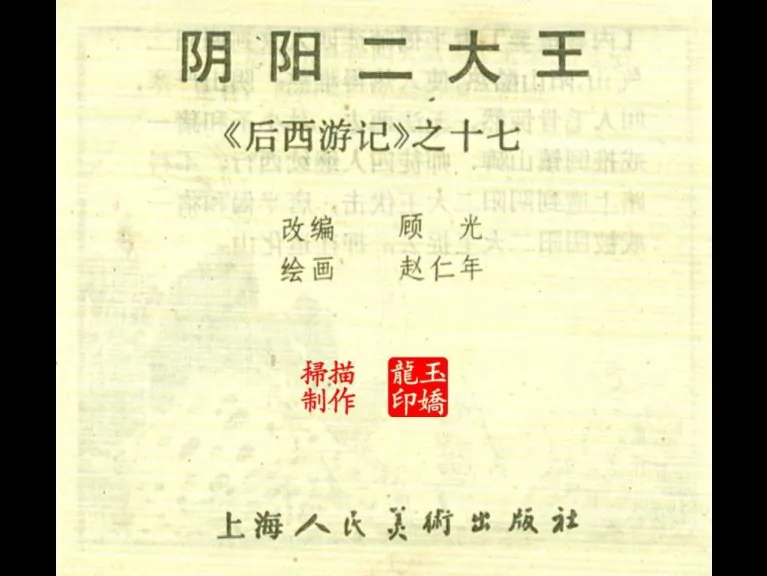 阴阳二大王
《后西游记》之十七
改编 顾光
绘画 赵仁年
掃描
制作
龍玉
印嬌
上海人民美術出版社